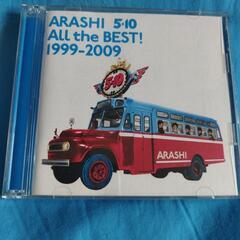 ARASHI 5×10
All the BEST!
1999-2009
5×10
ARASHI